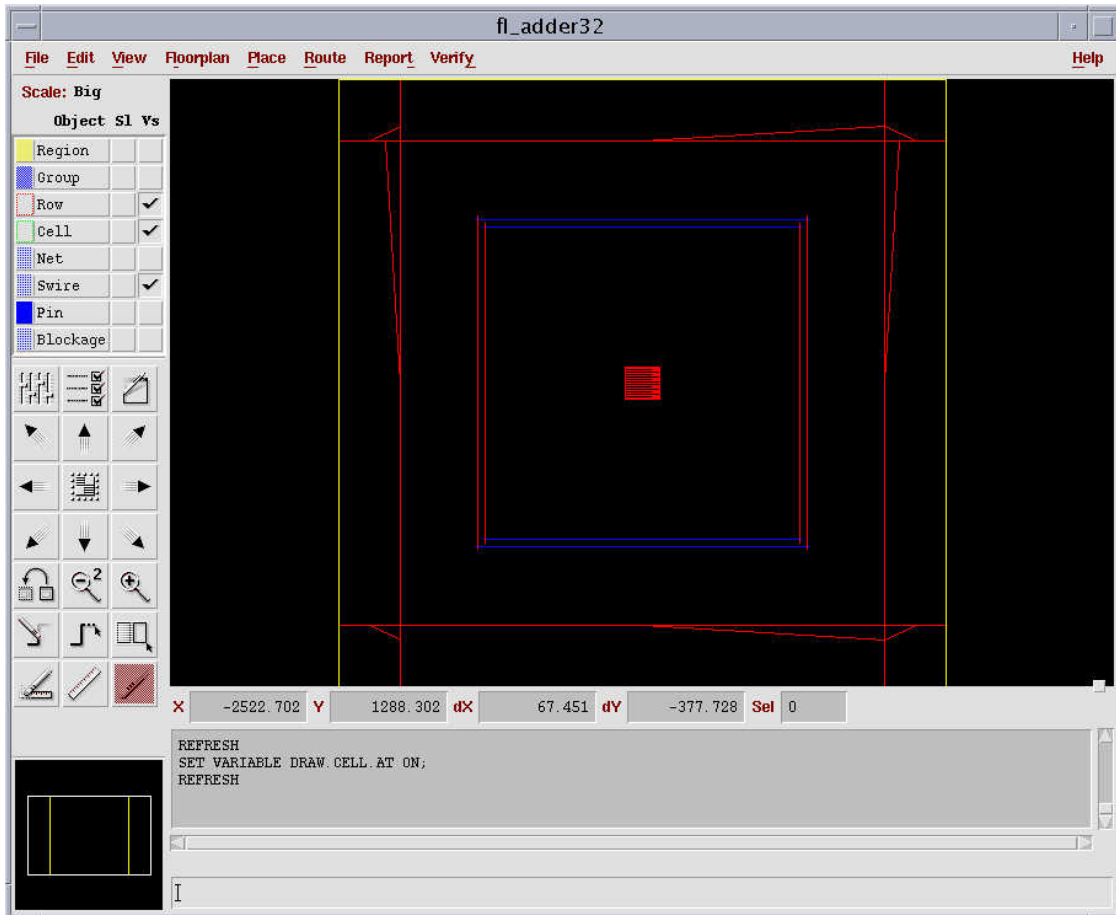 fl_adder32
File Edit View Floorplan Place Route Report Verify Help
Scale: Big
Object Sl Vs
Region
Group
Row
Cell
Net
Swire
Pin
Blockage
2
X -2522.702 Y 1288.302 dX 67.451 dY -377.728 Sel 0
REFRESH
SET VARIABLE DRAW.CELL.AT ON;
REFRESH